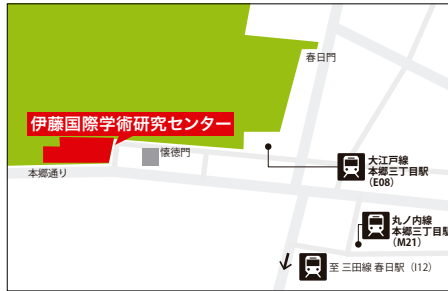 春日門
伊藤国際学術研究センター
懐徳門
本郷通り
大江戸線
本郷三丁目駅
(E08)
丸ノ内線
本郷三丁目駅
(M21)
至 三田線 春日駅 (I12)